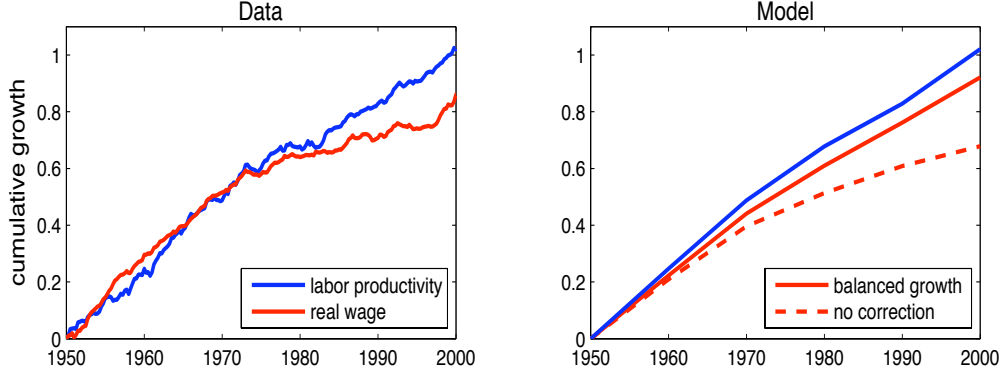 Data
cumulative growth
1
0.8
0.6
0.4
0.2
0
1950 1960 1970 1980 1990 2000
labor productivity
real wage
Model
1
0.8
0.6
0.4
0.2
0
1950 1960 1970 1980 1990 2000
balanced growth
no correction